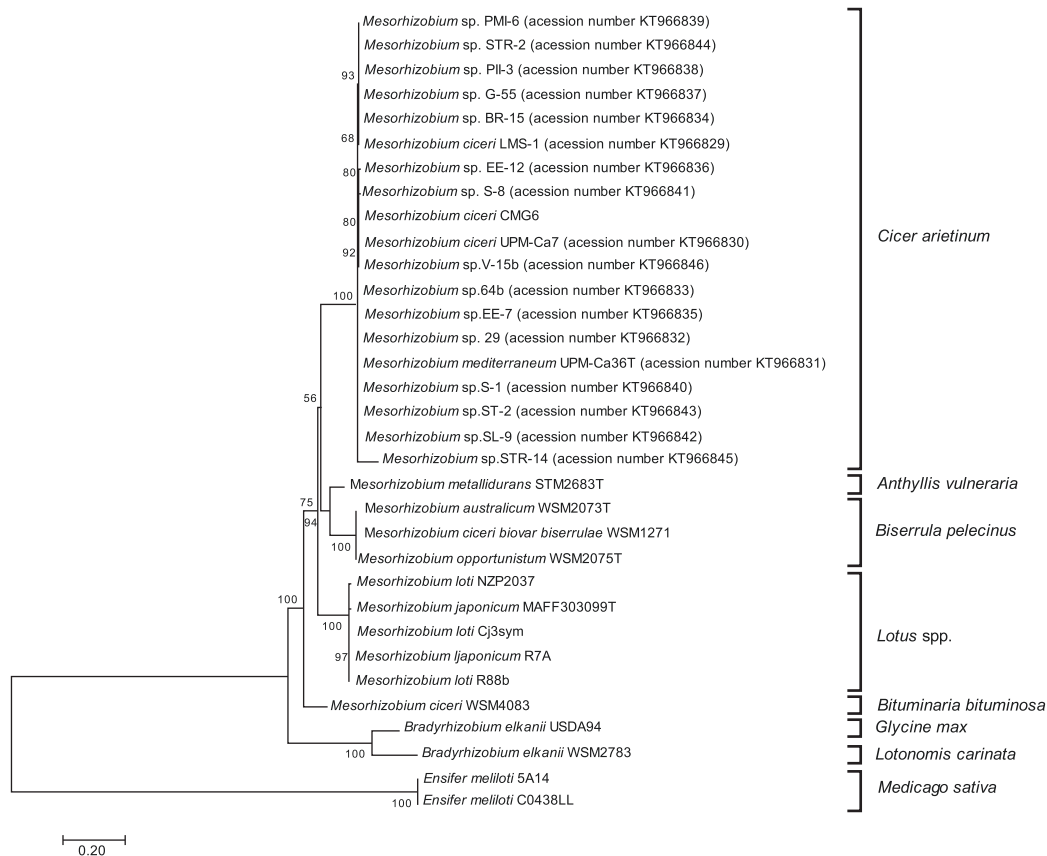 Mesorhizobium sp. PMI-6 (acession number KT966839)
Mesorhizobium sp. STR-2 (acession number KT966844)
Mesorhizobium sp. PII-3 (acession number KT966838)
93
Mesorhizobium sp. G-55 (acession number KT966837)
Mesorhizobium sp. BR-15 (acession number KT966834)
68
Mesorhizobium ciceri LMS-1 (acession number KT966829)
Mesorhizobium sp. EE-12 (acession number KT966836)
80
Mesorhizobium sp. S-8 (acession number KT966841)
Mesorhizobium ciceri CMG6
80
Cicer arietinum
Mesorhizobium ciceri UPM-Ca7 (acession number KT966830)
92
Mesorhizobium sp.V-15b (acession number KT966846)
Mesorhizobium sp.64b (acession number KT966833)
100
Mesorhizobium sp.EE-7 (acession number KT966835)
Mesorhizobium sp. 29 (acession number KT966832)
Mesorhizobium mediterraneum UPM-Ca36T (acession number KT966831)
Mesorhizobium sp.S-1 (acession number KT966840)
56
Mesorhizobium sp.ST-2 (acession number KT966843)
Mesorhizobium sp.SL-9 (acession number KT966842)
Mesorhizobium sp.STR-14 (acession number KT966845)
Mesorhizobium metallidurans STM2683T
Anthyllis vulneraria
75
Mesorhizobium australicum WSM2073T
94
Mesorhizobium ciceri biovar biserrulae WSM1271
Biserrula pelecinus
100
Mesorhizobium opportunistum WSM2075T
Mesorhizobium loti NZP2037
100
Mesorhizobium japonicum MAFF303099T
100
Mesorhizobium loti Cj3sym
Lotus spp.
97
Mesorhizobium ljaponicum R7A
Mesorhizobium loti R88b
Mesorhizobium ciceri WSM4083
Bituminaria bituminosa
Bradyrhizobium elkanii USDA94
Glycine max
100
Bradyrhizobium elkanii WSM2783
Lotonomis carinata
Ensifer meliloti 5A14
Medicago sativa
100
Ensifer meliloti C0438LL
0.20